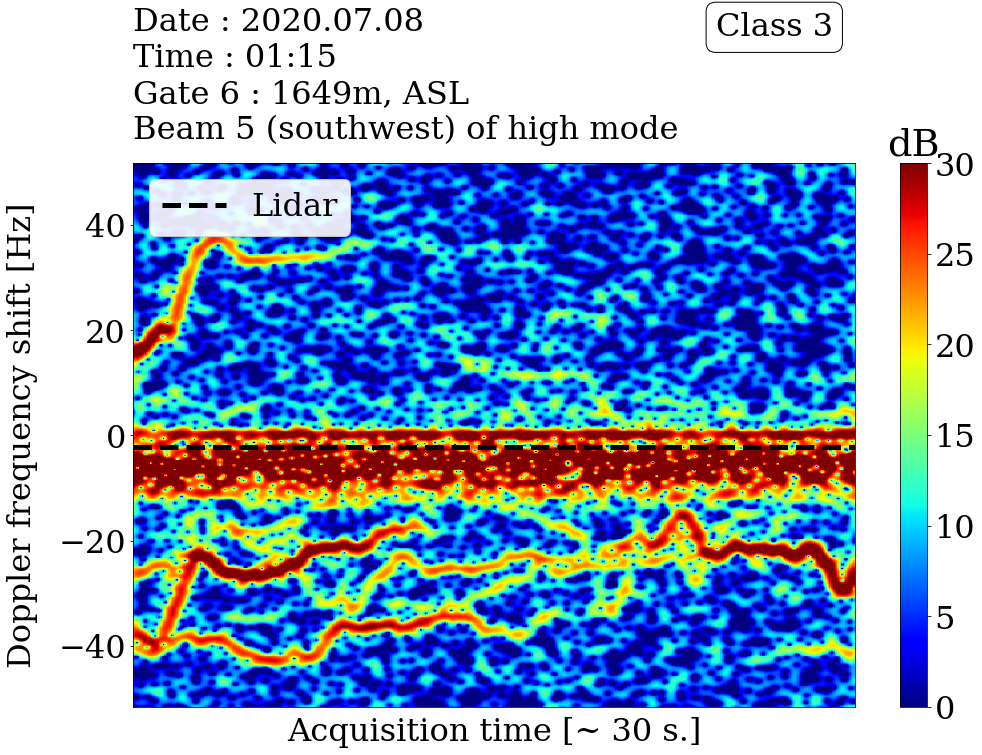 Date : 2020.07.08
Time : 01:15
Gate 6 : 1649m, ASL
Beam 5 (southwest) of high mode
Class 3
dB
Lidar
Doppler frequency shift [Hz]
40
20
0
−20
−40
30
25
20
15
10
5
0
Acquisition time [~ 30 s.]